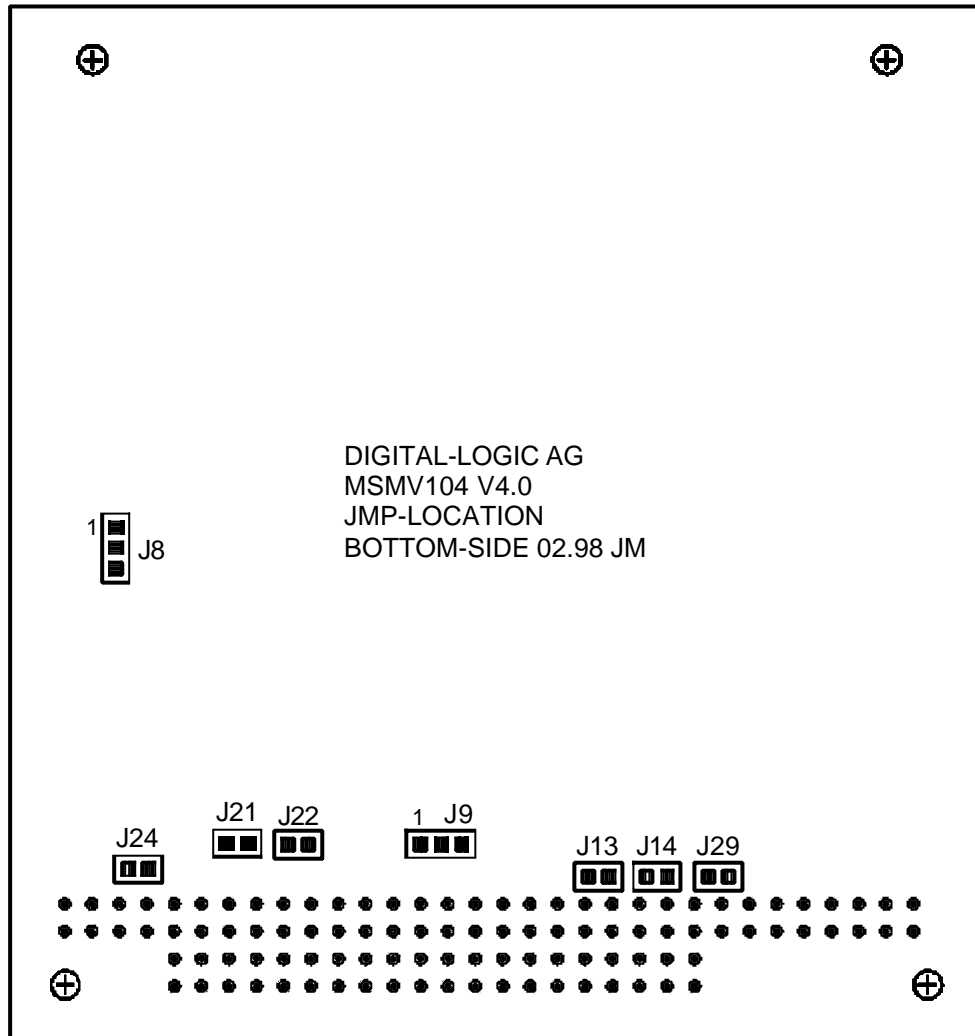 DIGITAL-LOGIC AG
MSMV104 V4.0
JMP-LOCATION
BOTTOM-SIDE 02.98 JM
1
J8
J21
J22
1 J9
J24
J13
J14
J29